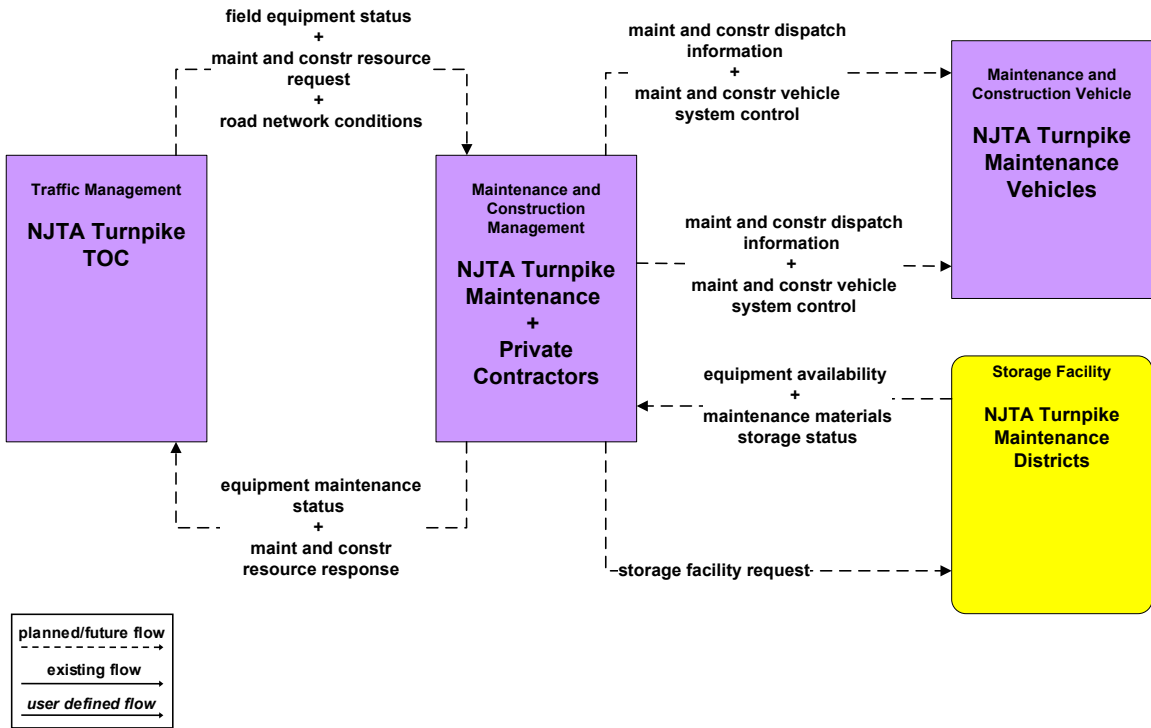 field equipment status
+
maint and constr resource
request
+
road network conditions
maint and constr dispatch
information
+
maint and constr vehicle
system control
Maintenance and
Construction Vehicle
NJTA Turnpike
Maintenance
Vehicles
Traffic Management
NJTA Turnpike
TOC
Maintenance and
Construction
Management
NJTA Turnpike
Maintenance
+
Private
Contractors
maint and constr dispatch
information
+
maint and constr vehicle
system control
equipment availability
+
maintenance materials
storage status
Storage Facility
NJTA Turnpike
Maintenance
Districts
equipment maintenance
status
+
maint and constr
resource response
storage facility request
planned/future flow
existing flow
user defined flow